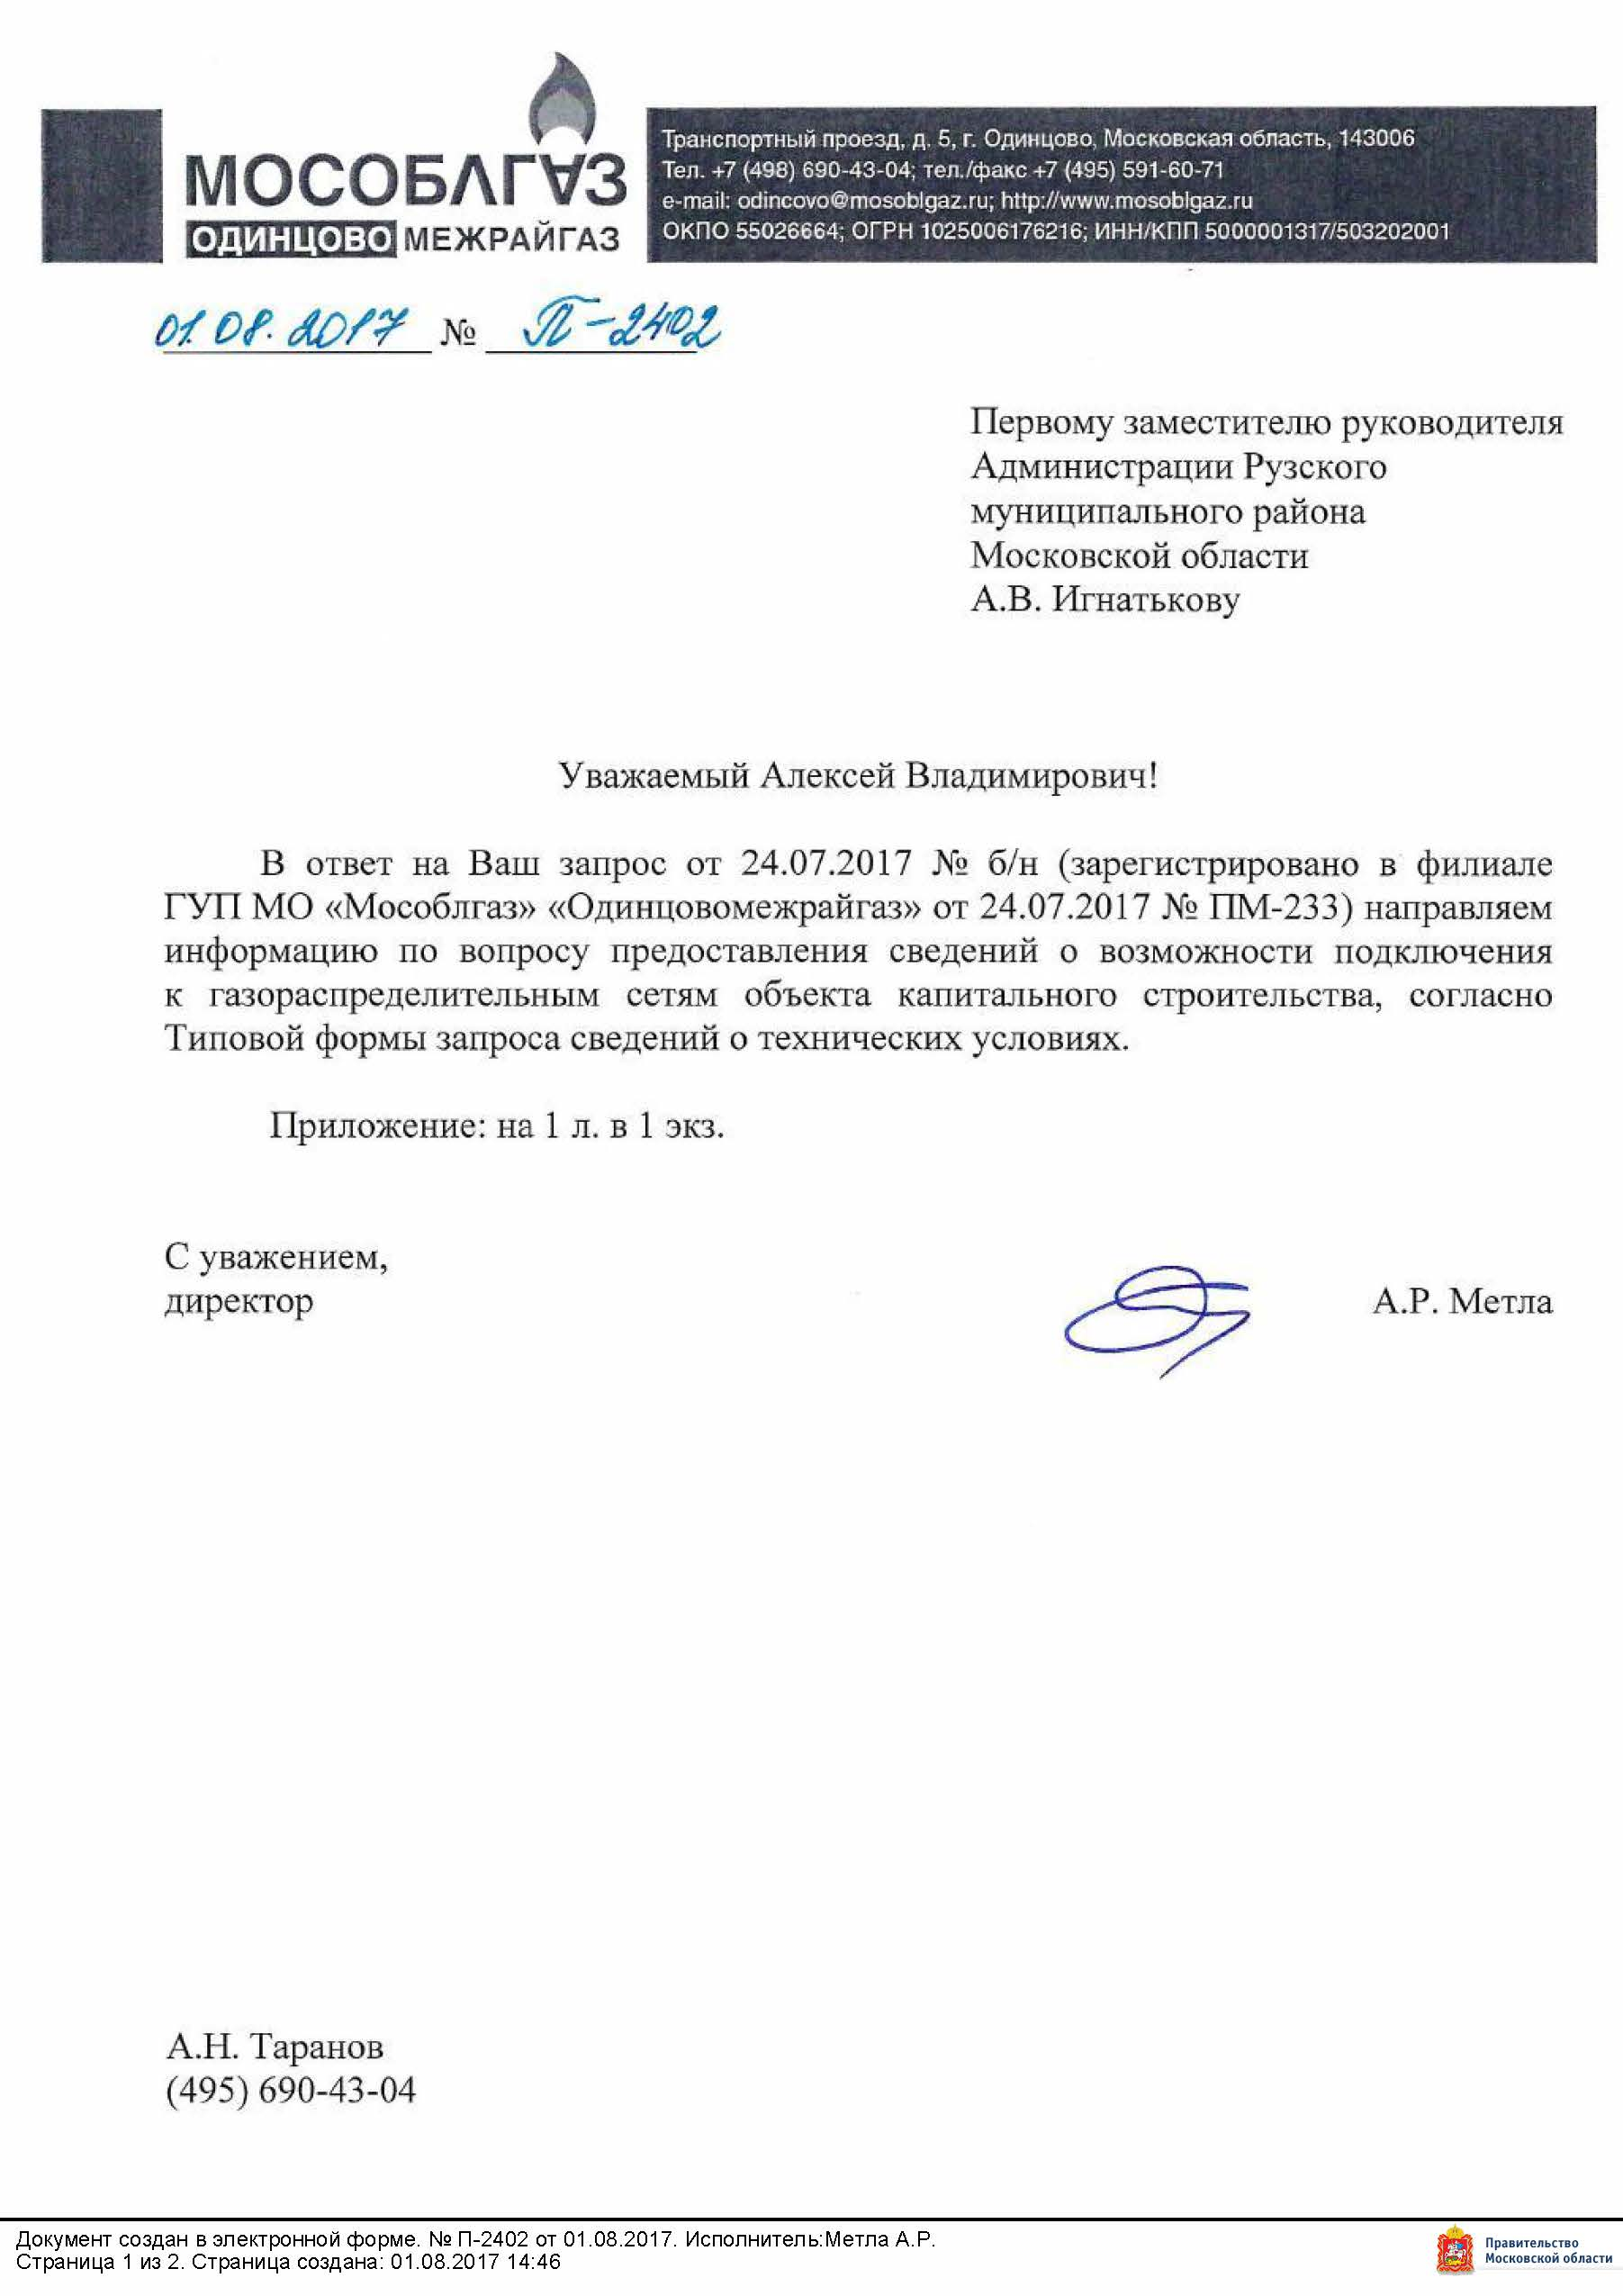 МОСОБЛГАЗ
ОДИНЦОВО МЕЖРАЙГАЗ
Транспортный проезд, д. 5, г. Одинцово, Московская область, 143006
Тел. +7 (498) 690-43-04; тел./факс +7 (495) 591-60-71
e-mail: odincovo@mosoblgaz.ru; http://www.mosoblgaz.ru
ОКПО 55026664; ОГРН 1025006176216; ИНН/КПП 5000001317/503202001
01.08.2017 № П-2402
Первому заместителю руководителя
Администрации Рузского
муниципального района
Московской области
А.В. Игнатькову
Уважаемый Алексей Владимирович!
В ответ на Ваш запрос от 24.07.2017 № б/н (зарегистрировано в филиале
ГУП МО «Мособлгаз» «Одинцовомежрайгаз» от 24.07.2017 № ПМ-233) направляем
информацию по вопросу предоставления сведений о возможности подключения
к газораспределительным сетям объекта капитального строительства, согласно
Типовой формы запроса сведений о технических условиях.
Приложение: на 1 л. в 1 экз.
С уважением,
директор
А.Р. Метла
А.Н. Таранов
(495) 690-43-04
Документ создан в электронной форме. № П-2402 от 01.08.2017. Исполнитель:Метла А.Р.
Страница 1 из 2. Страница создана: 01.08.2017 14:46
Правительство
Московской области